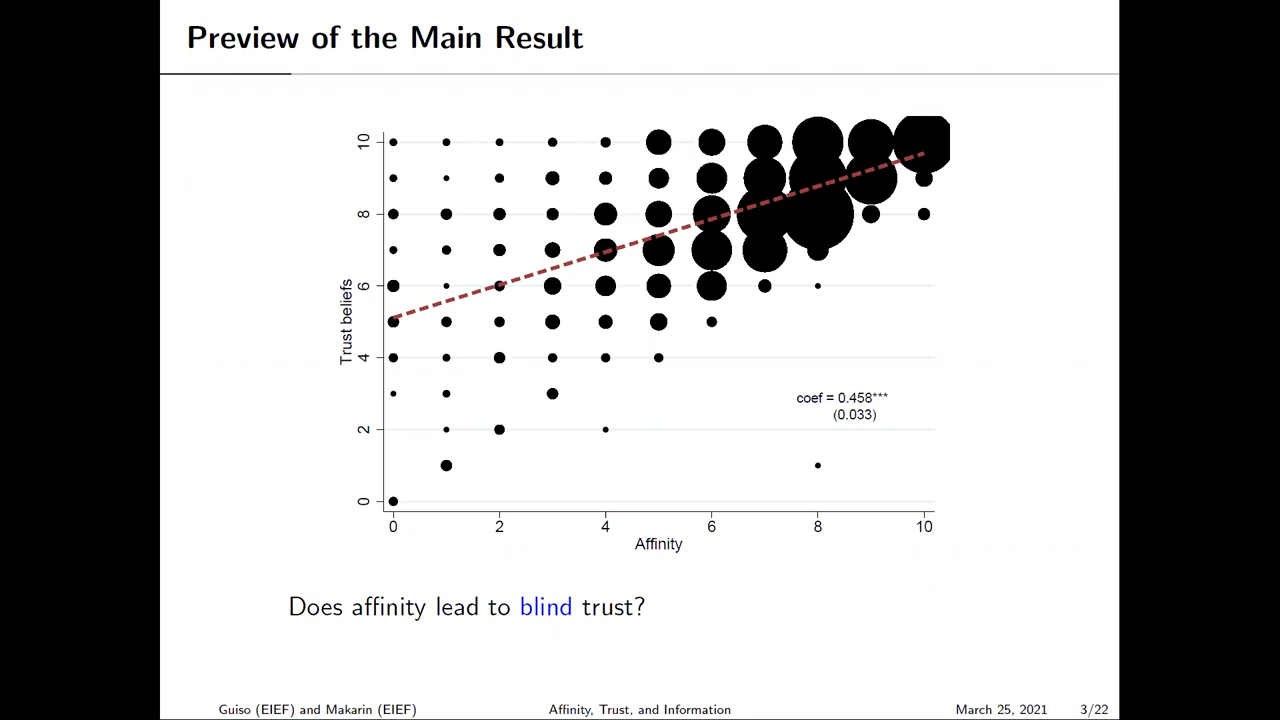 Preview of the Main Result
10
8
6
4
2
0
Trust beliefs
coef = 0.458***
(0.033)
0 2 4 6 8 10
Affinity
Does affinity lead to blind trust?
Guiso (EIEF) and Makarin (EIEF) Affinity, Trust, and Information March 25, 2021 3/22